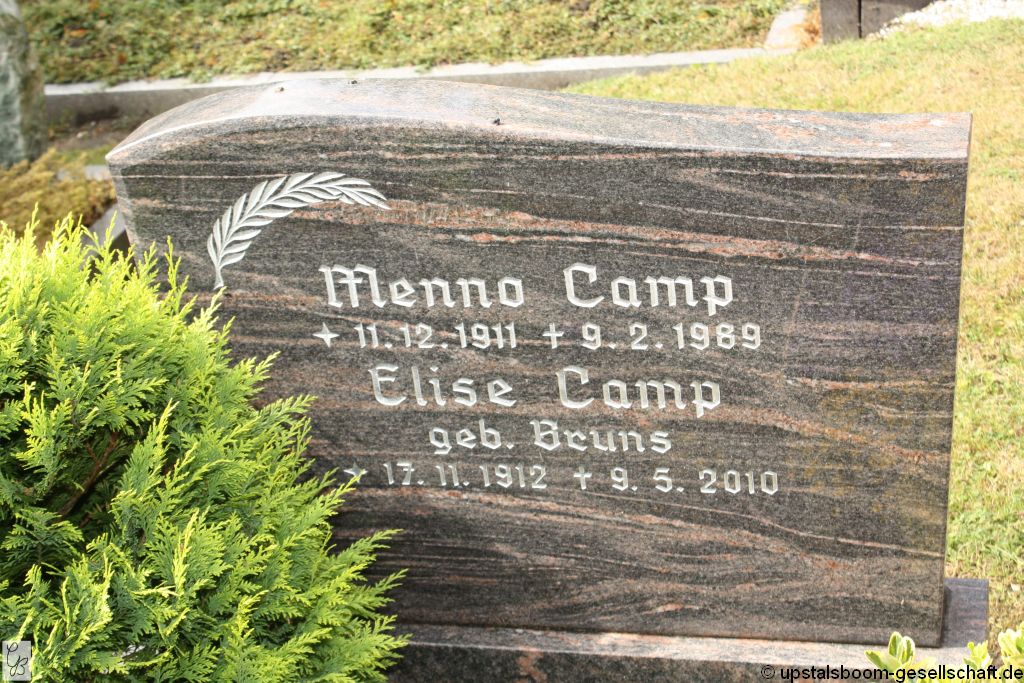 Menno Camp
11.12.1911 9.2.1989
Elise Camp
geb. Bruns
17.11.1912 9.5.2010
GB
© upstalsboom-gesellschaft.de